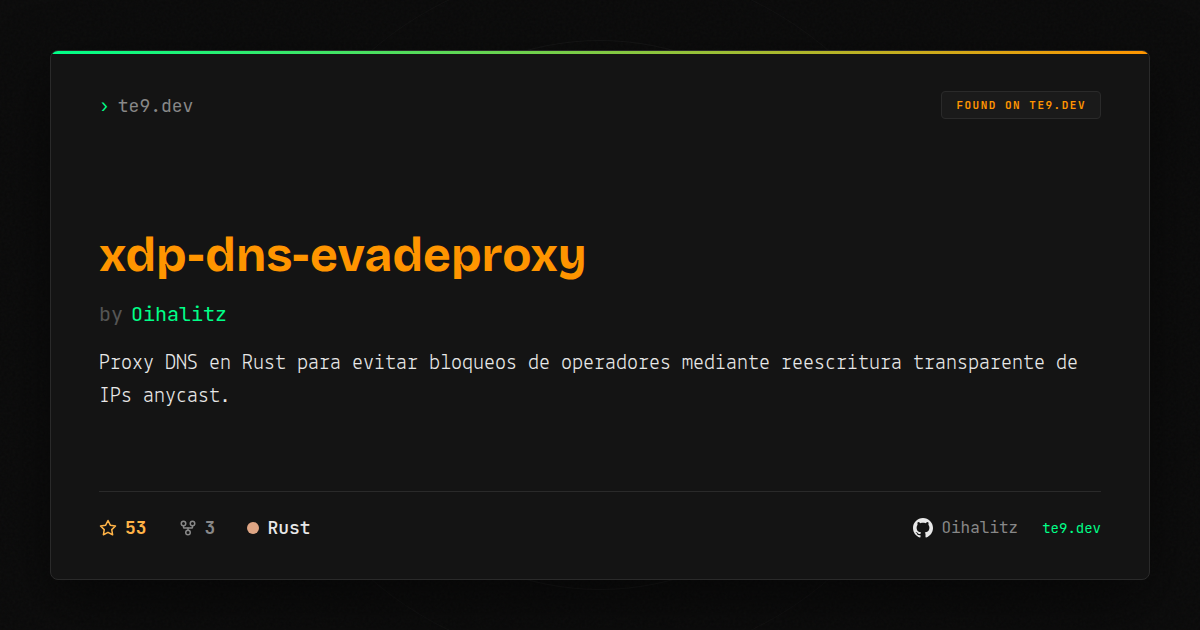 › te9.dev
FOUND ON TE9.DEV
xdp-dns-evadeproxy
by Oihalitz
Proxy DNS en Rust para evitar bloqueos de operadores mediante reescritura transparente de
IPs anycast.
53 3 Rust Oihalitz te9.dev